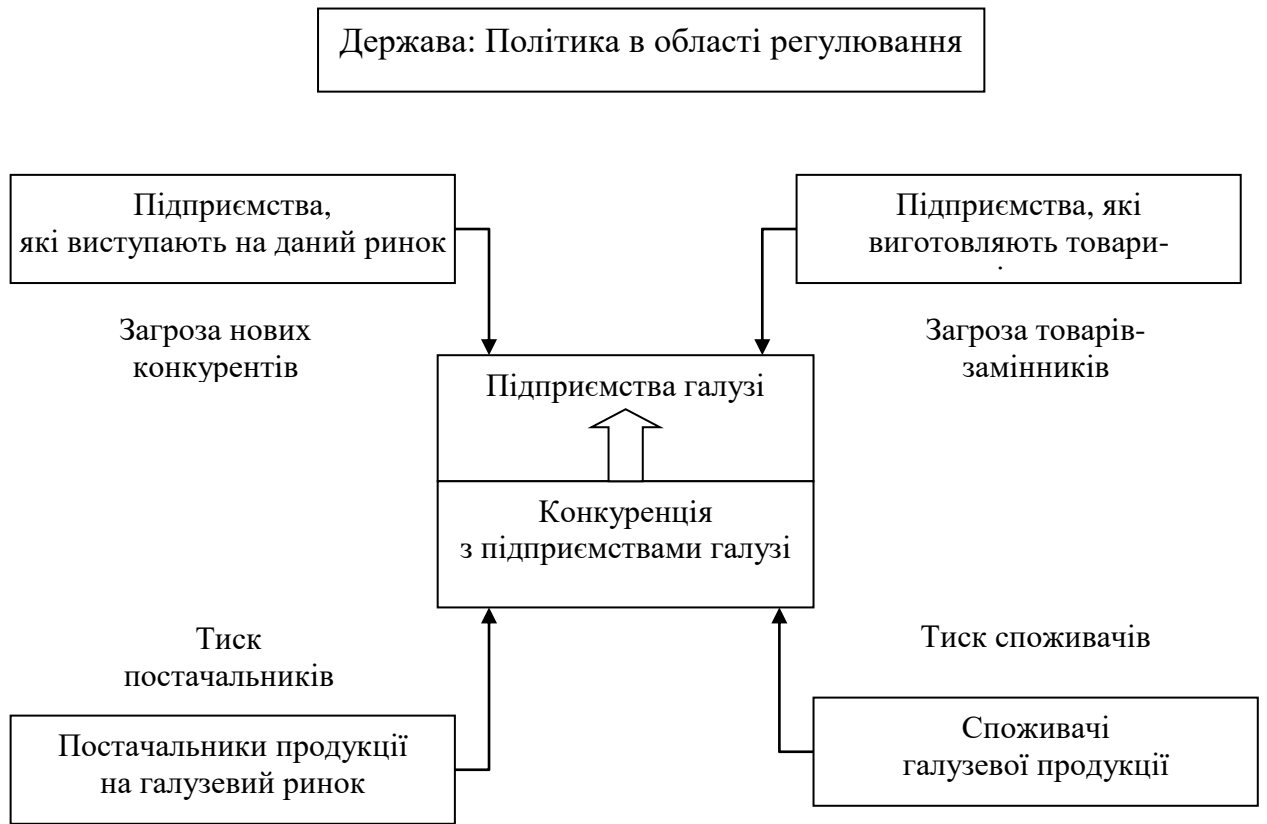 Держава: Політика в області регулювання
Підприємства,
які виступають на даний ринок
Підприємства, які
виготовляють товари-
Загроза нових
конкурентів
Загроза товарів-
замінників
Підприємства галузі
Конкуренція
з підприємствами галузі
Тиск
постачальників
Тиск споживачів
Постачальники продукції
на галузевий ринок
Споживачі
галузевої продукції